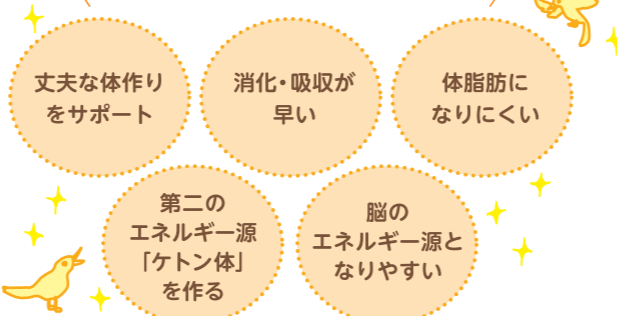 丈夫な体作り
をサポート
消化・吸収が
早い
体脂肪に
なりにくい
第二の
エネルギー源
「ケトン体」
を作る
脳の
エネルギー源と
なりやすい